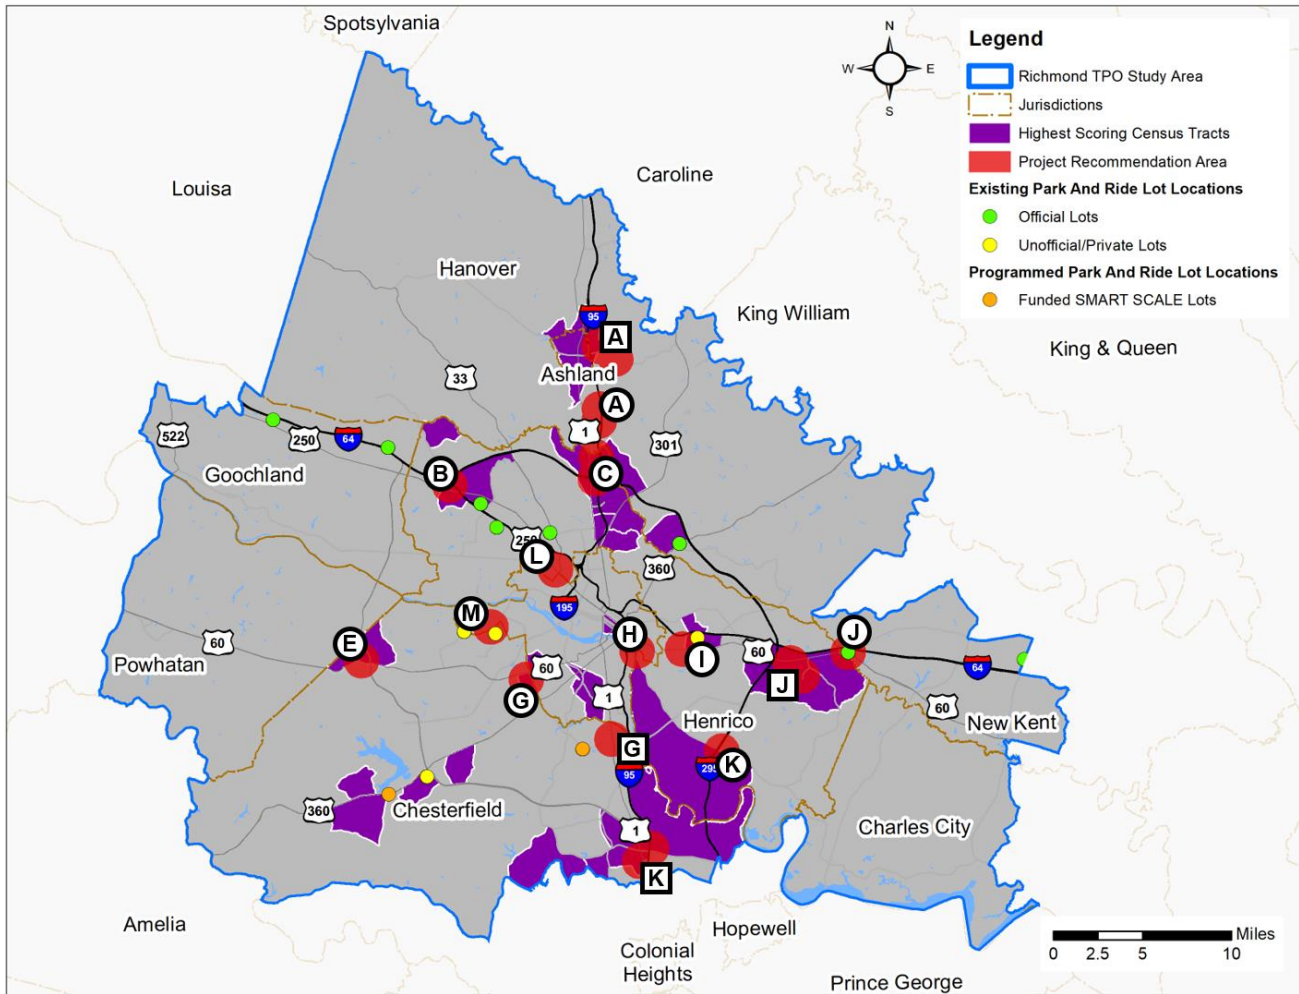 Spotsylvania
N
W
E
S
Legend
Richmond TPO Study Area
Jurisdictions
Highest Scoring Census Tracts
Project Recommendation Area
Existing Park And Ride Lot Locations
Official Lots
Unofficial/Private Lots
Programmed Park And Ride Lot Locations
Funded SMART SCALE Lots
Louisa
Caroline
Hanover
King William
King & Queen
95
A
33
Ashland
A
1
301
522
250
64
Goochland
B
C
250
L
360
195
M
H
E
60
Powhatan
60
I
60
J
J
64
G
1
60
New Kent
Henrico
G
95
295
K
360
Chesterfield
1
Charles City
K
Amelia
Hopewell
Colonial
Heights
Prince George
Miles
0 2.5 5 10